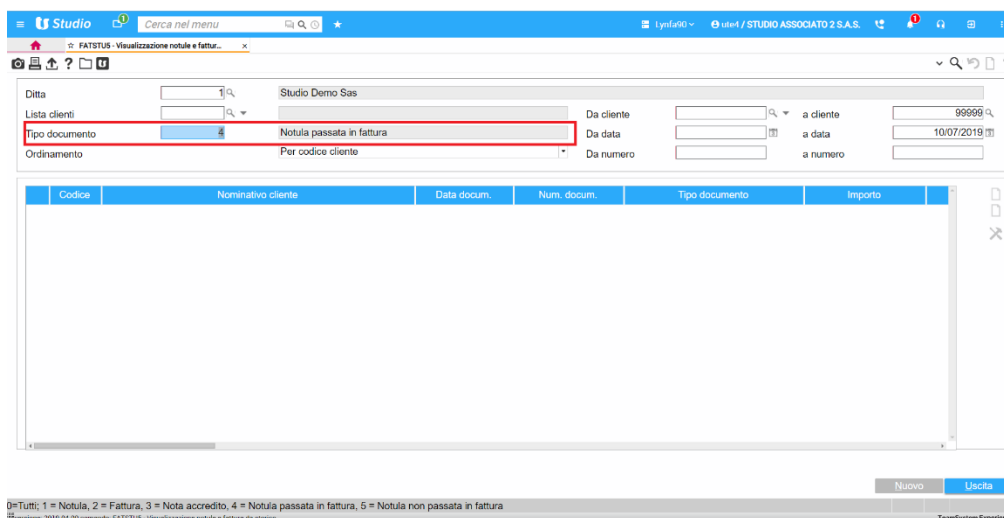 Studio 1 Cerca nel menu Lynfa90 ute4 / STUDIO ASSOCIATO 2 S.A.S. 1
FATSTU5 - Visualizzazione notule e fattur... ×
Ditta 1 Studio Demo Sas
Lista clienti Da cliente a cliente 99999
Tipo documento 4 Notula passata in fattura Da data a data 10/07/2019
Ordinamento Per codice cliente Da numero a numero
Codice Nominativo cliente Data docum. Num. docum. Tipo documento Importo
Nuovo Uscita
0=Tutti; 1 = Notula, 2 = Fattura, 3 = Nota accredito, 4 = Notula passata in fattura, 5 = Notula non passata in fattura